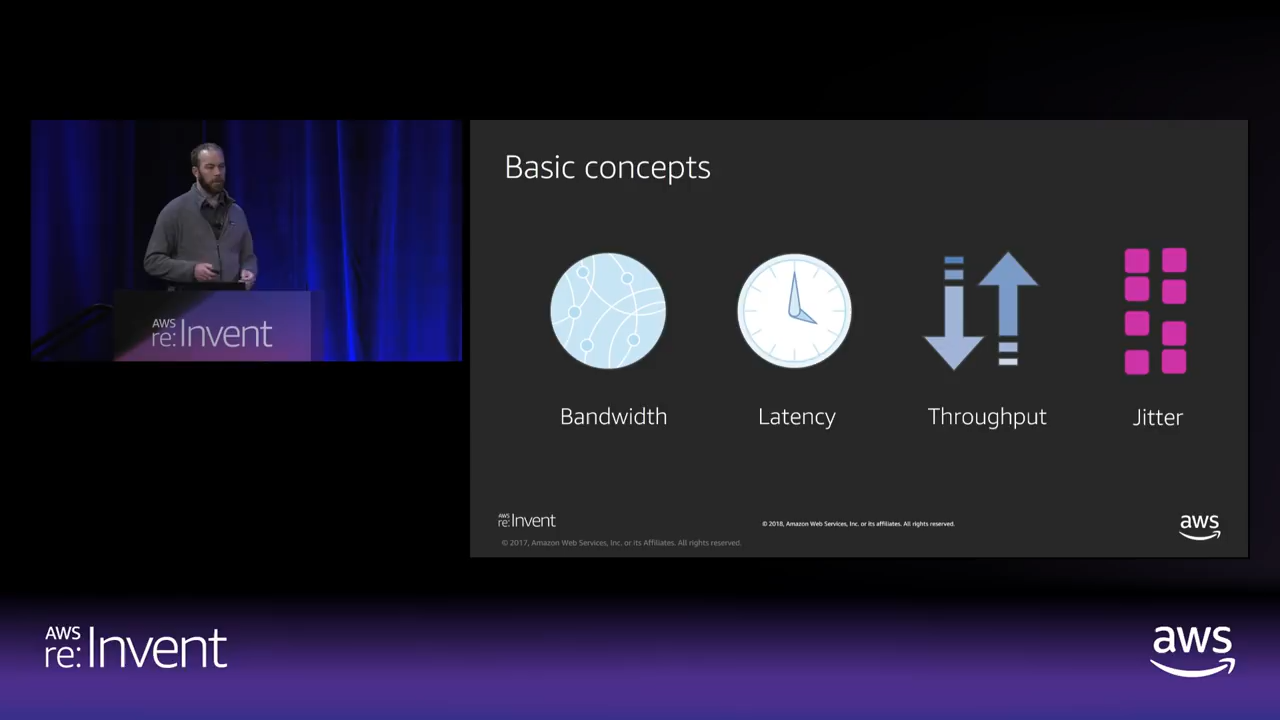 AWS
re:Invent
Basic concepts
Bandwidth
Latency
Throughput
Jitter
AWS
re:Invent
© 2018, Amazon Web Services, Inc. or its affiliates. All rights reserved.
aws
© 2017, Amazon Web Services, Inc. or its Affiliates. All rights reserved.
AWS
re:Invent
aws